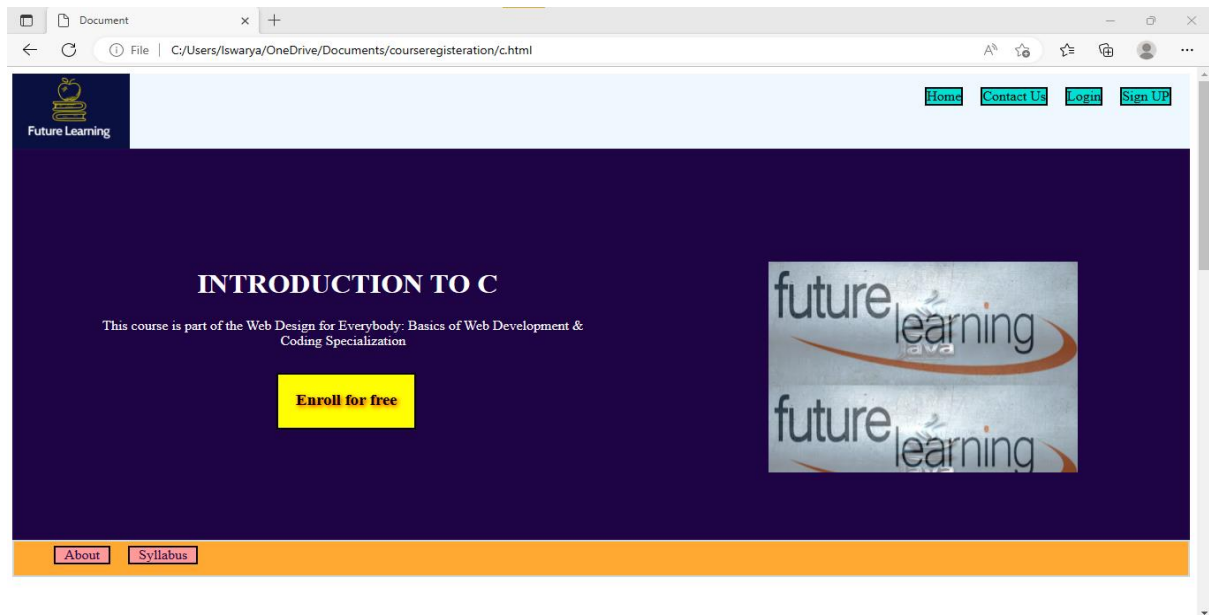 Document
File | C:/Users/Iswarya/OneDrive/Documents/courseregisteration/c.html
Future Learning
Home Contact Us Login Sign UP
INTRODUCTION TO C
This course is part of the Web Design for Everybody: Basics of Web Development &
Coding Specialization
Enroll for free
future
learning
java
future
learning
About Syllabus